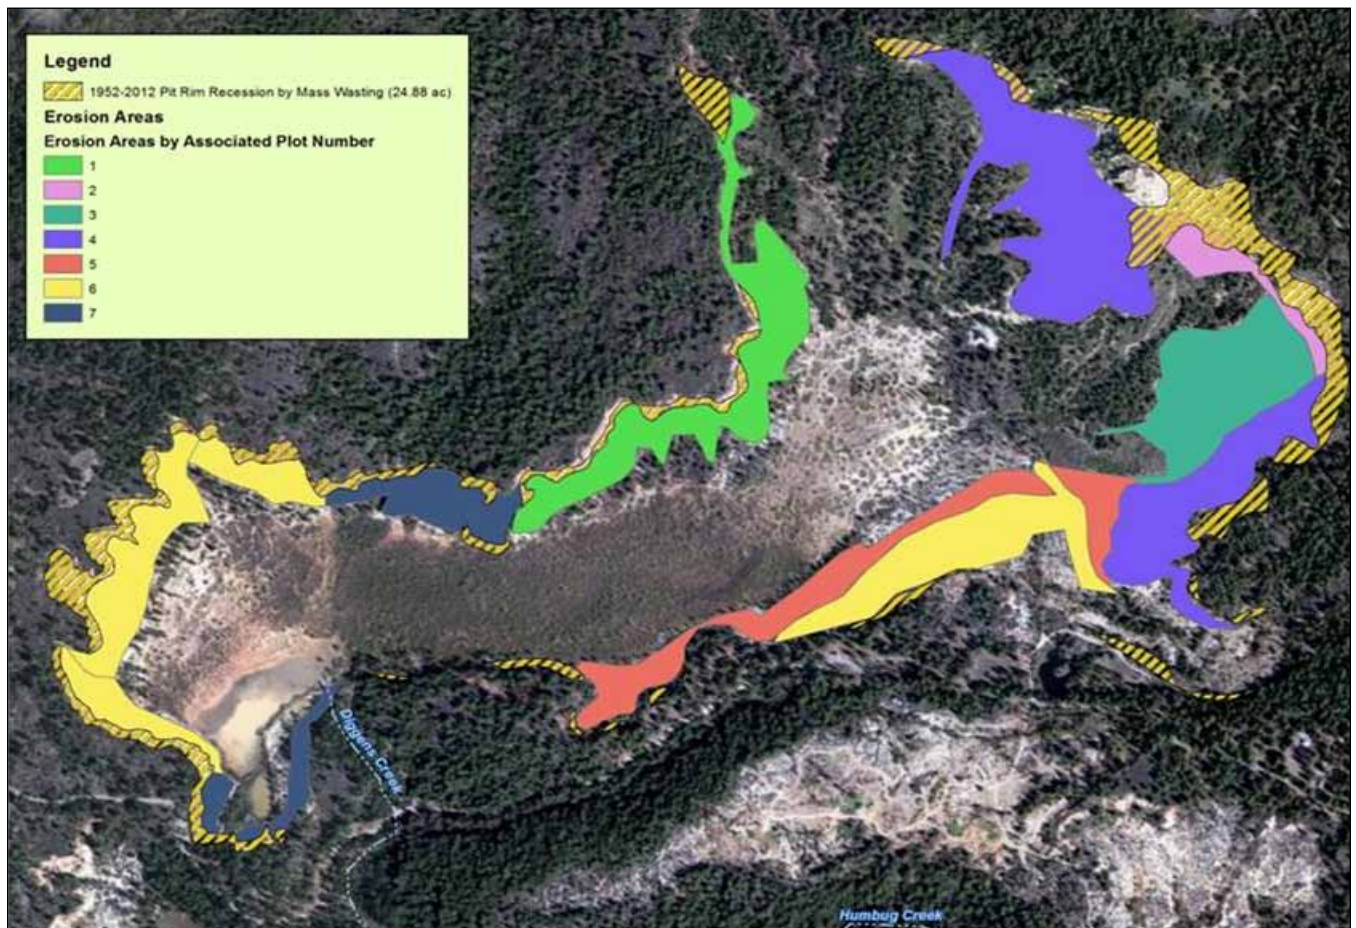 Legend
1952-2012 Pit Rim Recession by Mass Wasting (24.88 ac)
Erosion Areas
Erosion Areas by Associated Plot Number
1
2
3
4
5
6
7
Diggens Creek
Humbug Creek